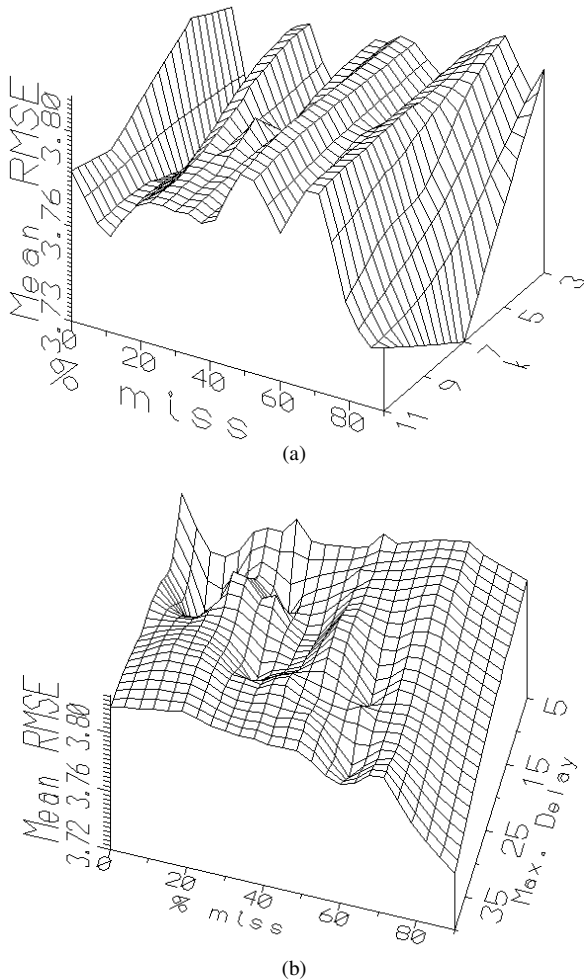 Mean RMSE
3.73 3.76 3.80
% miss
0 20 40 60 80
k
11 9 7 5 3
(a)
Mean RMSE
3.72 3.76 3.80
% miss
0 20 40 60 80
Max. Delay
35 25 15 5
(b)